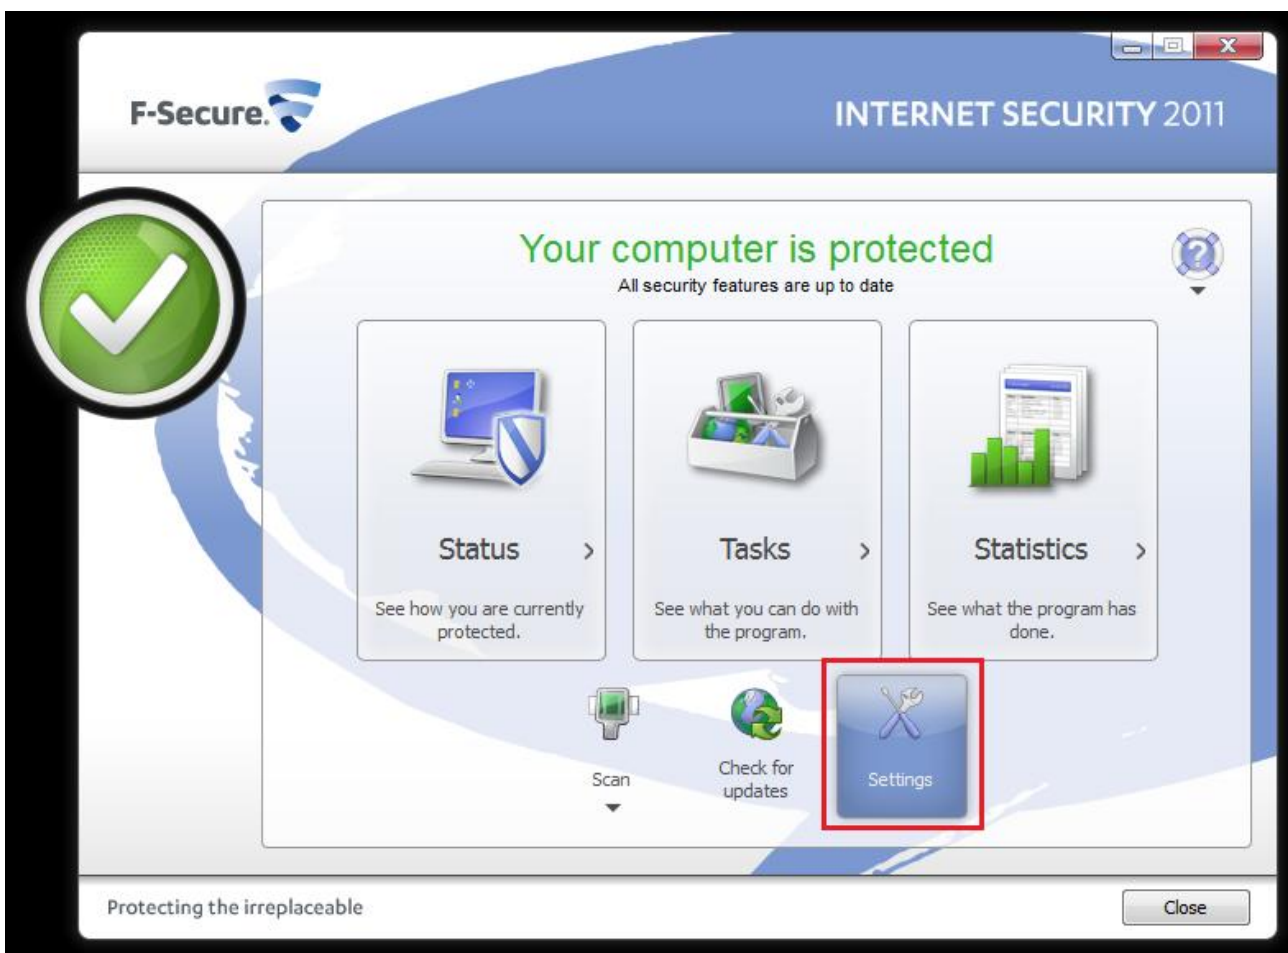 F-Secure.
INTERNET SECURITY 2011
Your computer is protected
All security features are up to date
?
Status >
See how you are currently
protected.
Tasks >
See what you can do with
the program.
Statistics >
See what the program has
done.
Scan
Check for
updates
Settings
Protecting the irreplaceable
Close